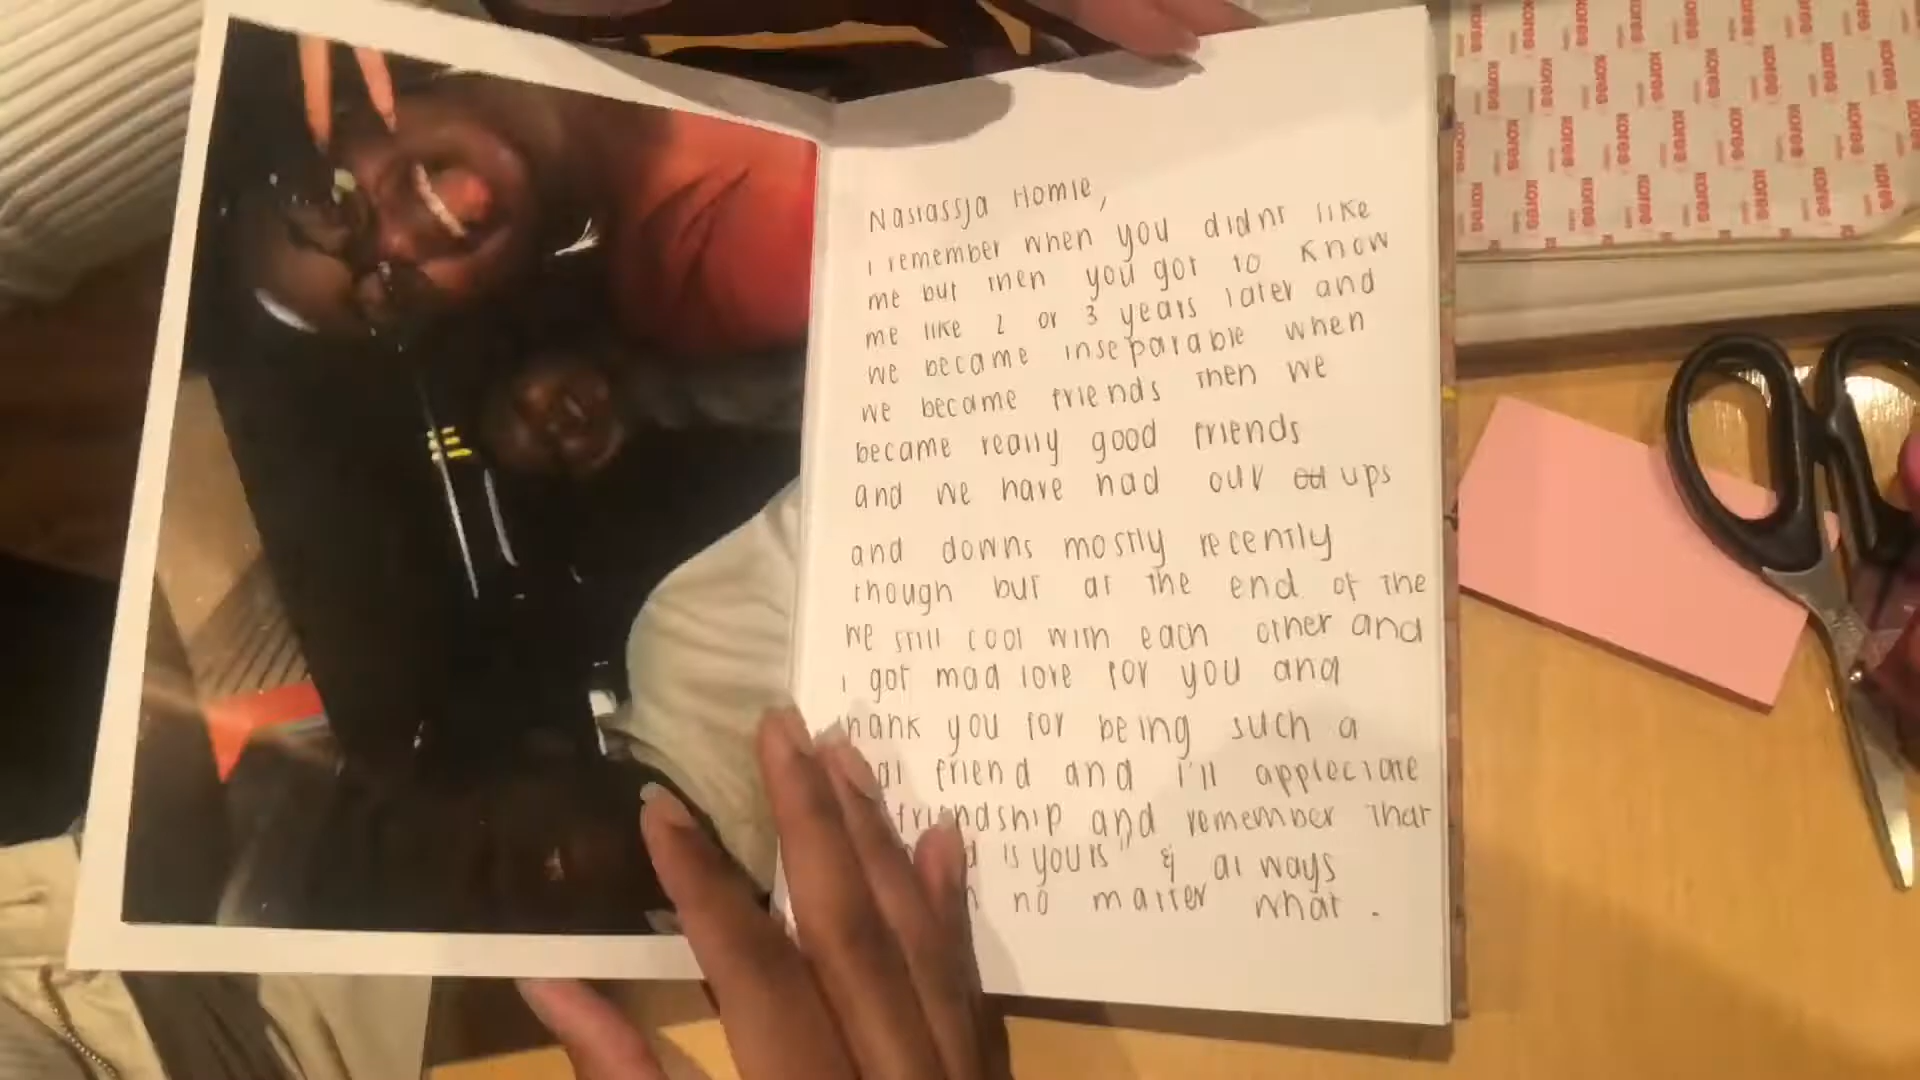 Nastassja Homie,
I remember when you didnt like
me but then you got to know
me like 2 or 3 years later and
we became inseparable when
we became friends then we
became really good friends
and we have had our ups
and downs mostly recently
though but at the end of the
we still cool with each other and
I got mad love for you and
thank you for being such a
friend and I'll appreciate
friendship and remember that
is yours" & always
no matter what.
Kores